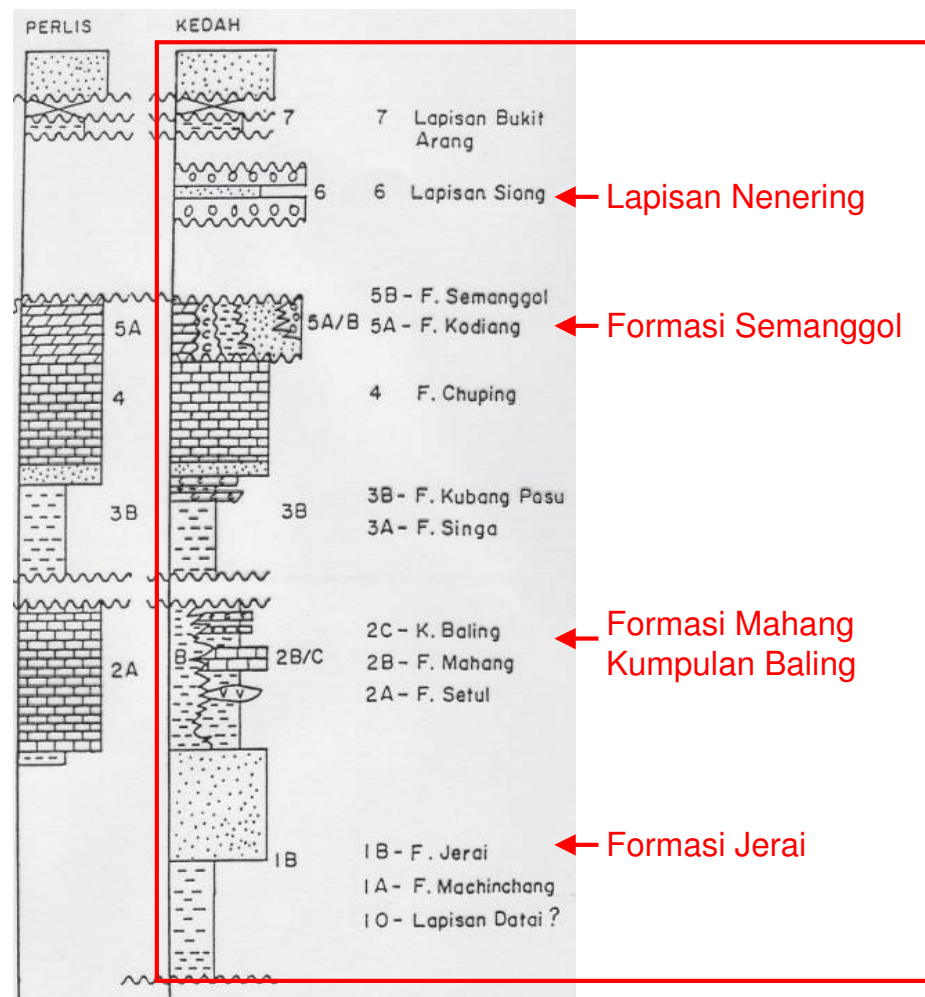 PERLIS KEDAH
7 7 Lapisan Bukit
Arang
6 6 Lapisan Siong Lapisan Nenering
5B - F. Semanggol
5A 5A/B 5A - F. Kodiang Formasi Semanggol
4 4 F. Chuping
3B - F. Kubang Pasu
3B 3B 3A - F. Singa
2C - K. Baling Formasi Mahang
B 2B/C 2B - F. Mahang Kumpulan Baling
2A 2A - F. Setul
V V
1B 1B - F. Jerai Formasi Jerai
1A - F. Machinchang
10 - Lapisan Datai ?